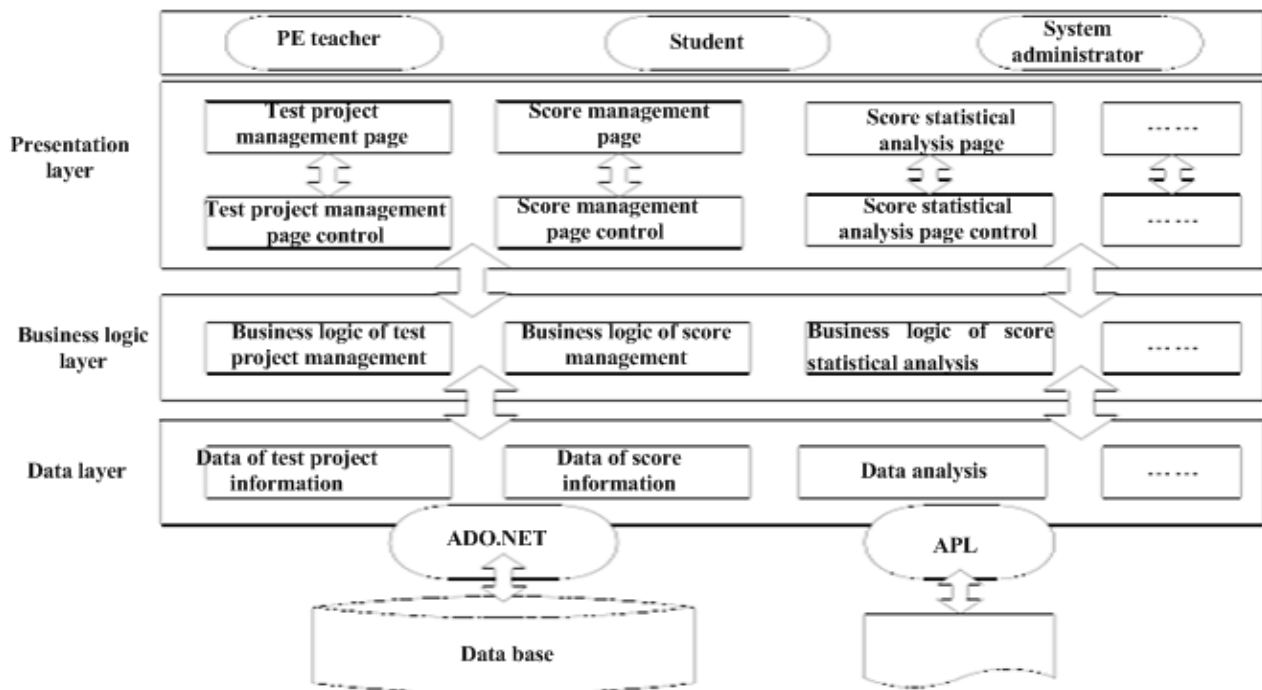 PE teacher
Student
System
administrator
Presentation
layer
Test project
management page
Score management
page
Score statistical
analysis page
……
Test project management
page control
Score management
page control
Score statistical
analysis page control
……
Business logic
layer
Business logic of test
project management
Business logic of score
management
Business logic of score
statistical analysis
……
Data layer
Data of test project
information
Data of score
information
Data analysis
……
ADO.NET
APL
Data base